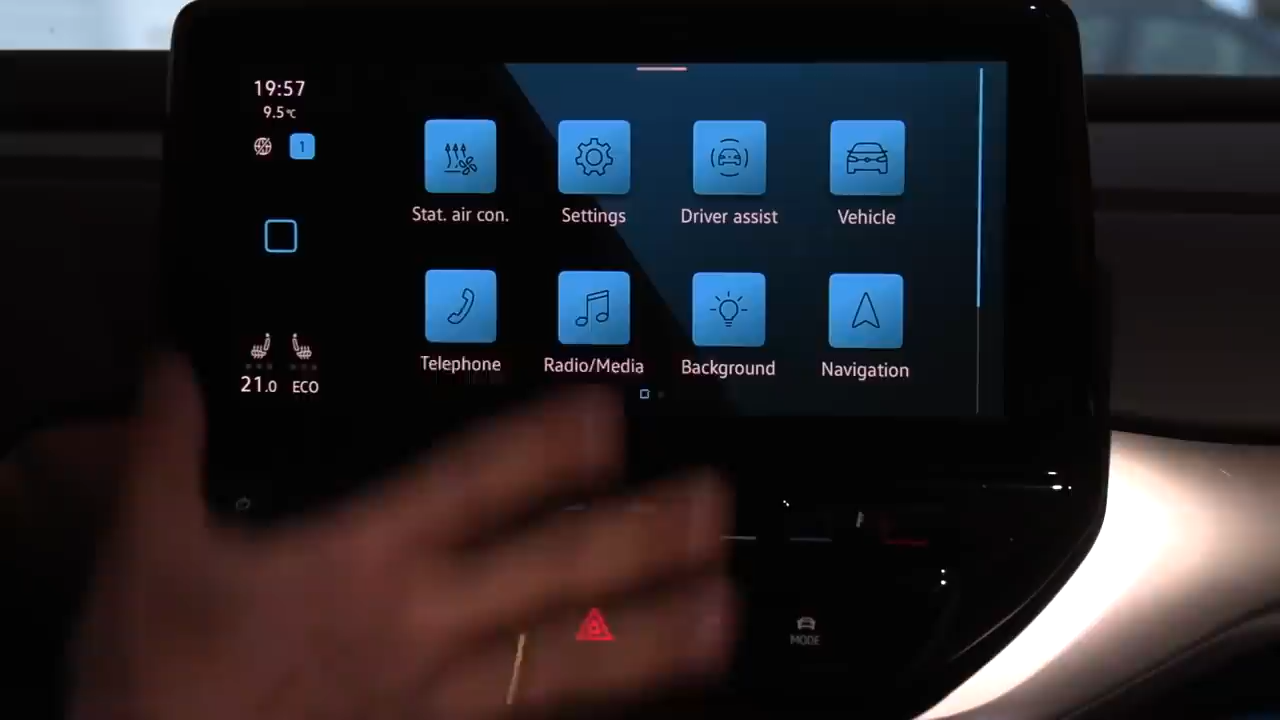 19:57
9.5°C
1
Stat. air con.
Settings
Driver assist
Vehicle
Telephone
Radio/Media
Background
Navigation
21.0
ECO
MODE